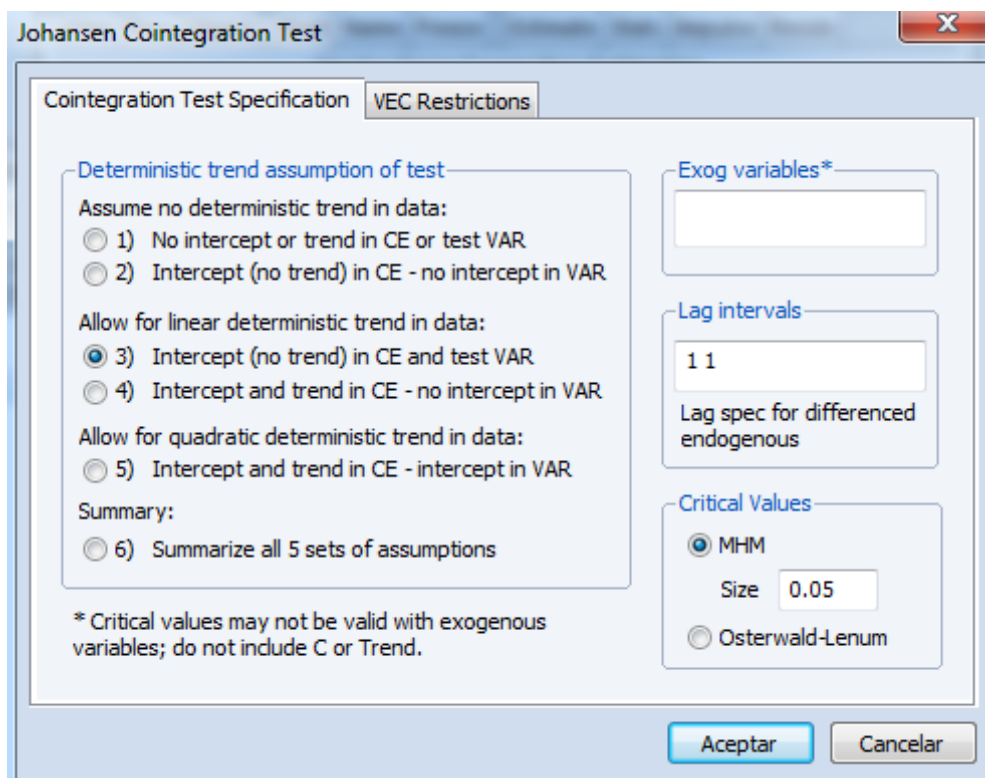 Johansen Cointegration Test
Cointegration Test Specification
VEC Restrictions
Deterministic trend assumption of test
Assume no deterministic trend in data:
1) No intercept or trend in CE or test VAR
2) Intercept (no trend) in CE - no intercept in VAR
Allow for linear deterministic trend in data:
3) Intercept (no trend) in CE and test VAR
4) Intercept and trend in CE - no intercept in VAR
Allow for quadratic deterministic trend in data:
5) Intercept and trend in CE - intercept in VAR
Summary:
6) Summarize all 5 sets of assumptions
* Critical values may not be valid with exogenous
variables; do not include C or Trend.
Exog variables*
Lag intervals
1 1
Lag spec for differenced
endogenous
Critical Values
MHM
Size 0.05
Osterwald-Lenum
Aceptar
Cancelar